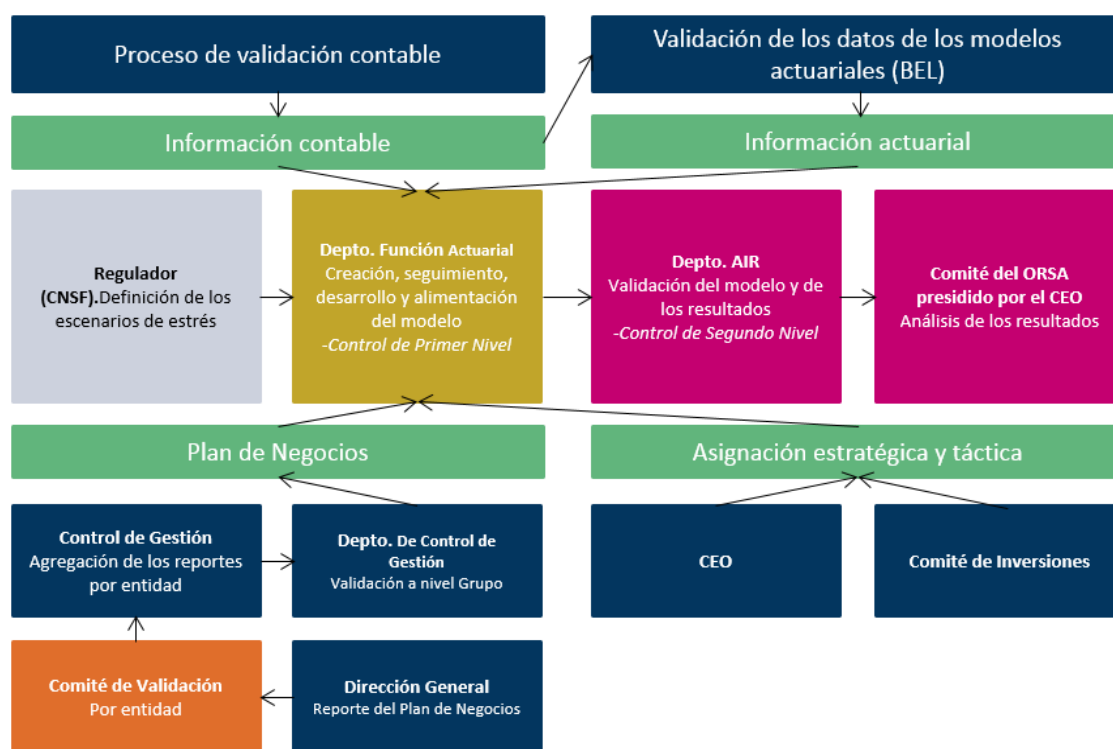 Proceso de validación contable
Validación de los datos de los modelos
actuariales (BEL)
Información contable
Información actuarial
Regulador
(CNSF).Definición de los
escenarios de estrés
Depto. Función Actuarial
Creación, seguimiento,
desarrollo y alimentación
del modelo
-Control de Primer Nivel
Depto. AIR
Validación del modelo y de
los resultados
-Control de Segundo Nivel
Comité del ORSA
presidido por el CEO
Análisis de los resultados
Plan de Negocios
Asignación estratégica y táctica
Control de Gestión
Agregación de los reportes
por entidad
Depto. De Control de
Gestión
Validación a nivel Grupo
CEO
Comité de Inversiones
Comité de Validación
Por entidad
Dirección General
Reporte del Plan de Negocios